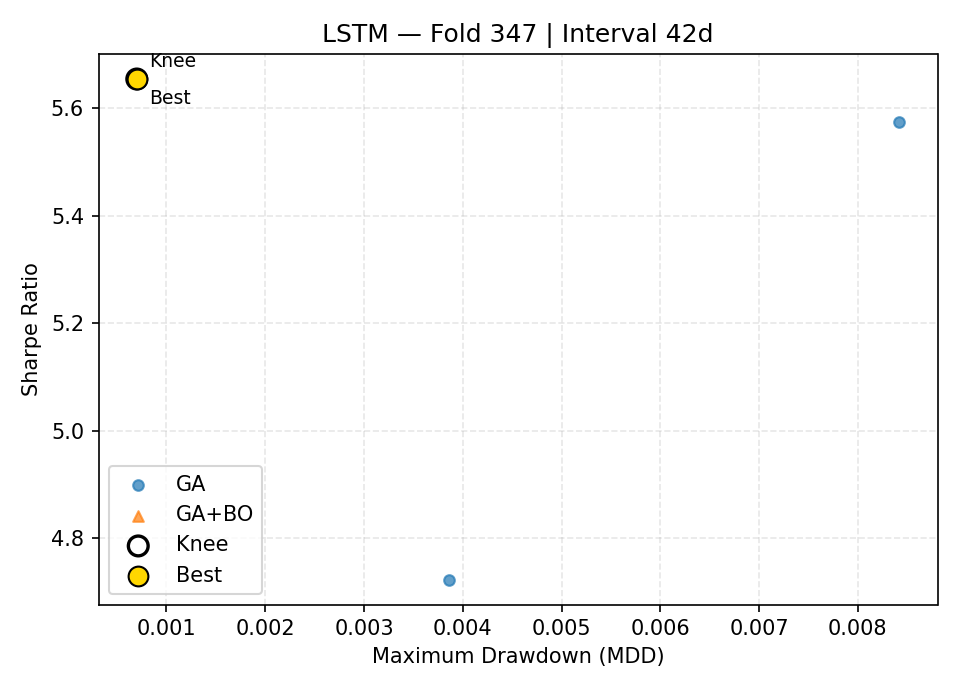 LSTM — Fold 347 | Interval 42d
Knee
Best
5.6
5.4
5.2
5.0
4.8
Sharpe Ratio
GA
GA+BO
Knee
Best
0.001 0.002 0.003 0.004 0.005 0.006 0.007 0.008
Maximum Drawdown (MDD)